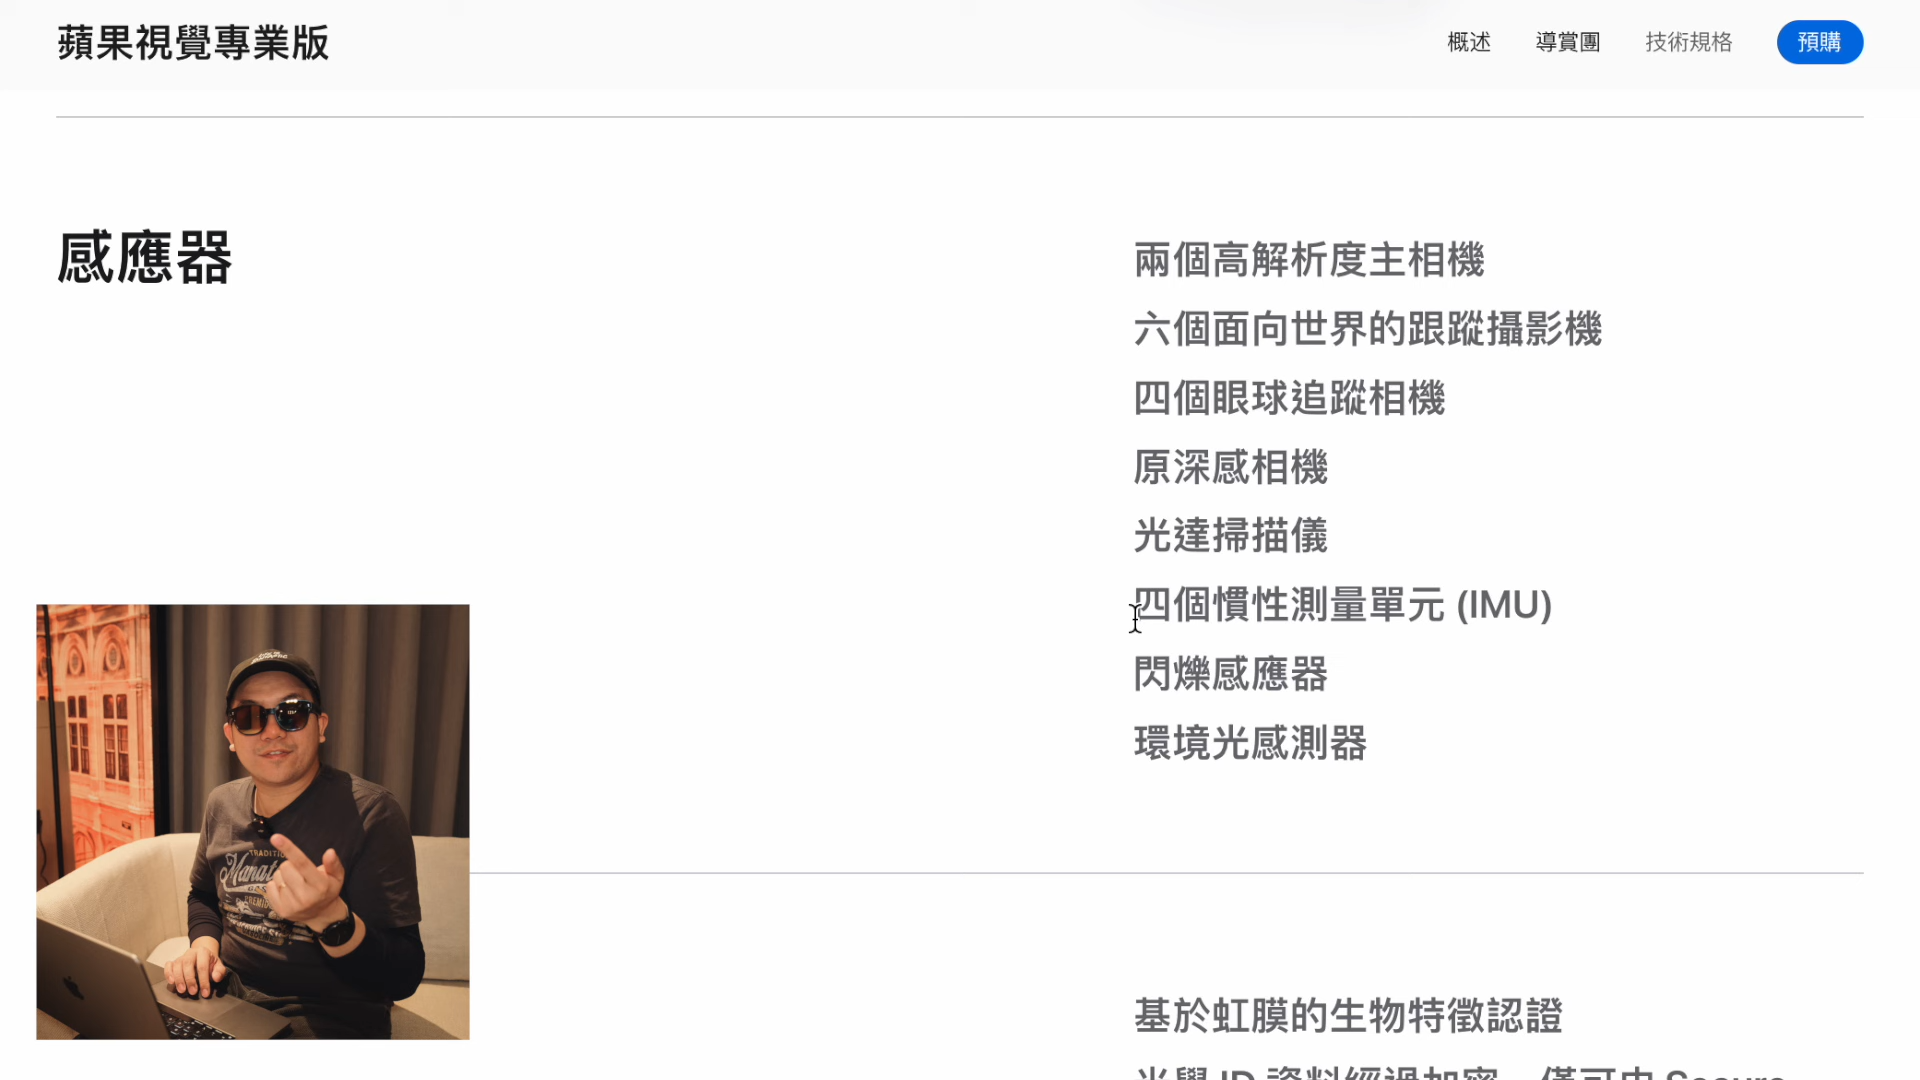 蘋果視覺專業版
概述 導賞團 技術規格 預購
感應器
兩個高解析度主相機
六個面向世界的跟蹤攝影機
四個眼球追蹤相機
原深感相機
光達掃描儀
四個慣性測量單元 (IMU)
閃爍感應器
環境光感測器
基於虹膜的生物特徵認證